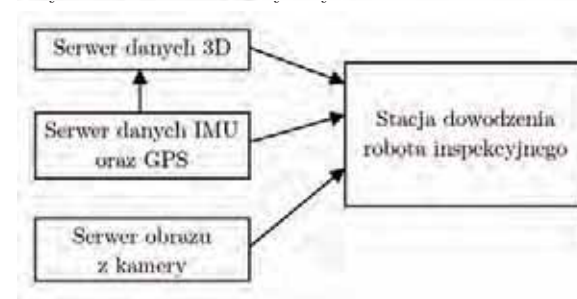 Serwer danych 3D
Serwer danych IMU
oraz GPS
Serwer obrazu
z kamery
Stacja dowodzenia
robota inspekcyjnego